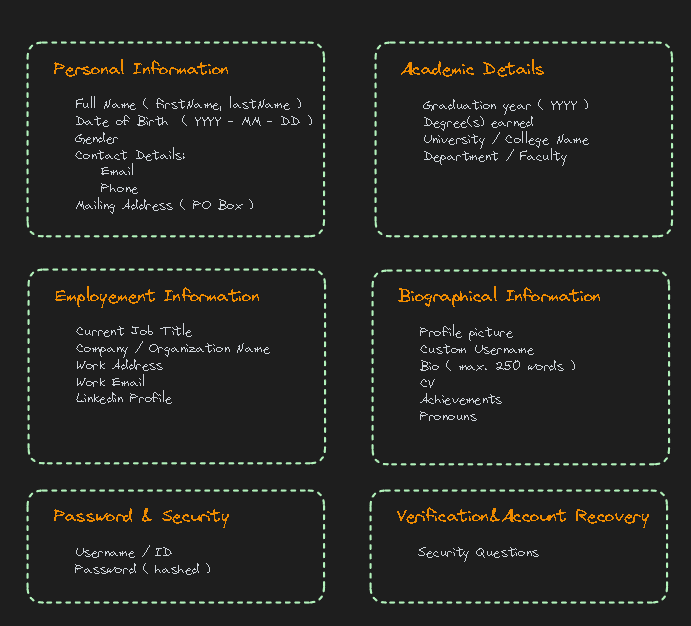 Personal Information
Full Name ( firstName, lastName )
Date of Birth ( YYYY - MM - DD )
Gender
Contact Details:
Email
Phone
Mailing Address ( PO Box )
Academic Details
Graduation year ( YYYY )
Degree(s) earned
University / College Name
Department / Faculty
Employement Information
Current Job Title
Company / Organization Name
Work Address
Work Email
Linkedin Profile
Biographical Information
Profile picture
Custom Username
Bio ( max. 250 words )
CV
Achievements
Pronouns
Password & Security
Username / ID
Password ( hashed )
Verification&Account Recovery
Security Questions